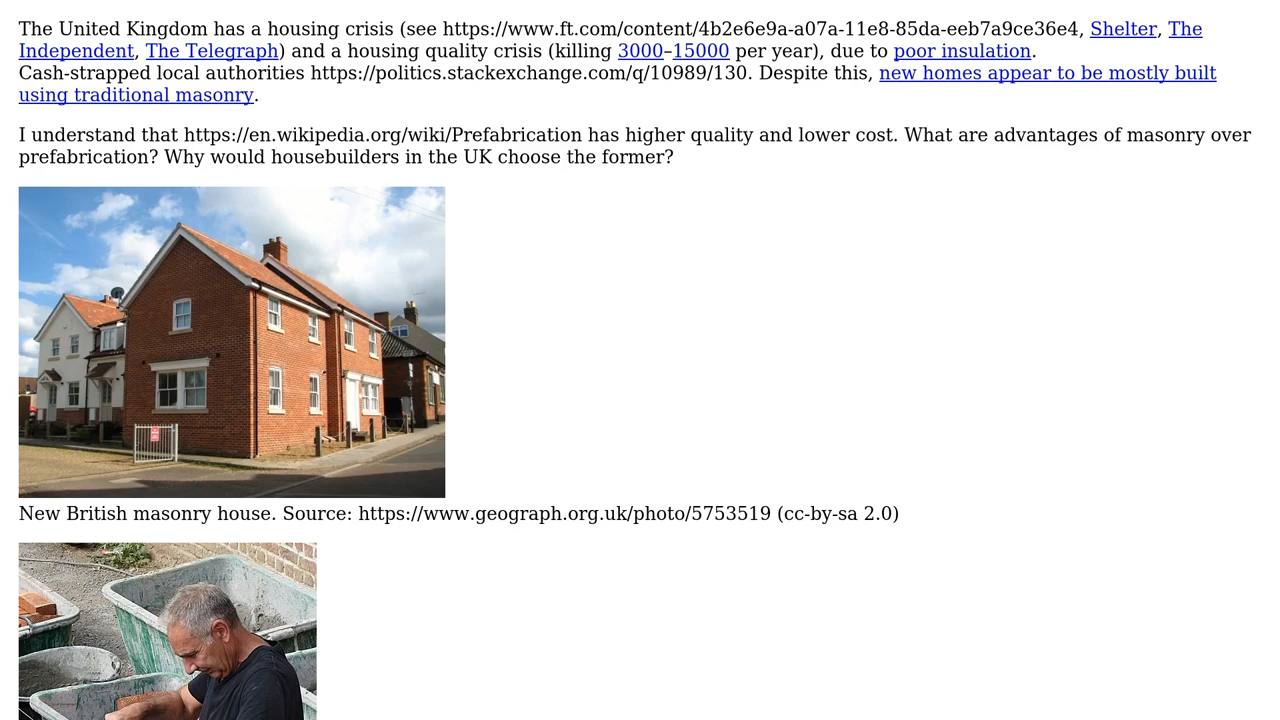 The United Kingdom has a housing crisis (see https://www.ft.com/content/4b2e6e9a-a07a-11e8-85da-eeb7a9ce36e4, Shelter, The
Independent, The Telegraph) and a housing quality crisis (killing 3000–15000 per year), due to poor insulation.
Cash-strapped local authorities https://politics.stackexchange.com/q/10989/130. Despite this, new homes appear to be mostly built
using traditional masonry.
I understand that https://en.wikipedia.org/wiki/Prefabrication has higher quality and lower cost. What are advantages of masonry over
prefabrication? Why would housebuilders in the UK choose the former?
New British masonry house. Source: https://www.geograph.org.uk/photo/5753519 (cc-by-sa 2.0)